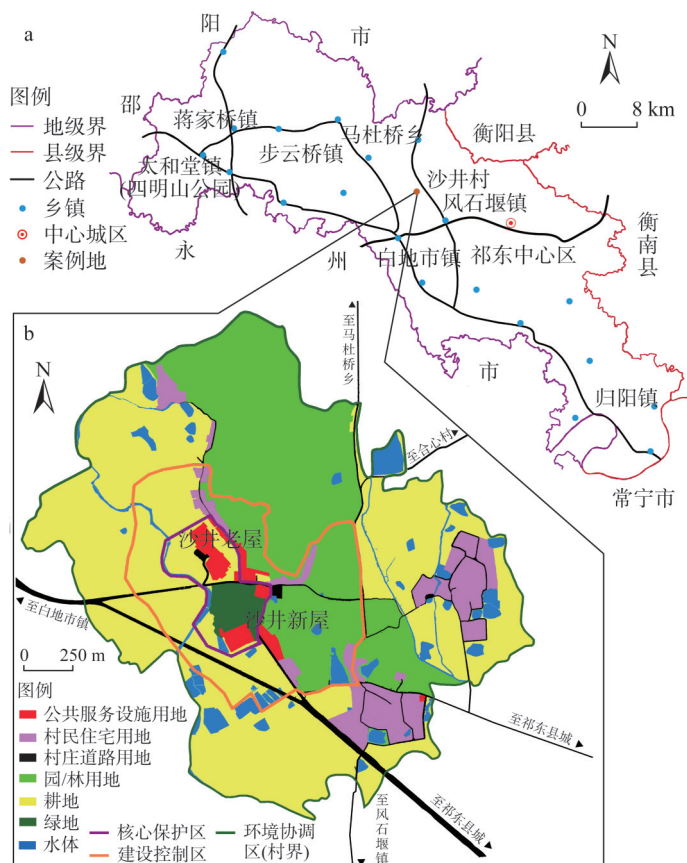 a
阳
市
N
图例
邵
0 8 km
地级界
县级界
公路
乡镇
中心城区
案例地
蒋家桥镇
马杜桥乡
衡阳县
步云桥镇
太和堂镇
(四明山公园)
沙井村
风石堰镇
衡南县
永
州
白地市镇
祁东中心区
市
归阳镇
常宁市
b
N
至马杜桥乡
至合心村
沙井老屋
至白地市镇
沙井新屋
0 250 m
图例
公共服务设施用地
村民住宅用地
村庄道路用地
园/林用地
耕地
绿地
水体
核心保护区
建设控制区
环境协调
区(村界)
至祁东县城
至风石堰镇
至祁东县城